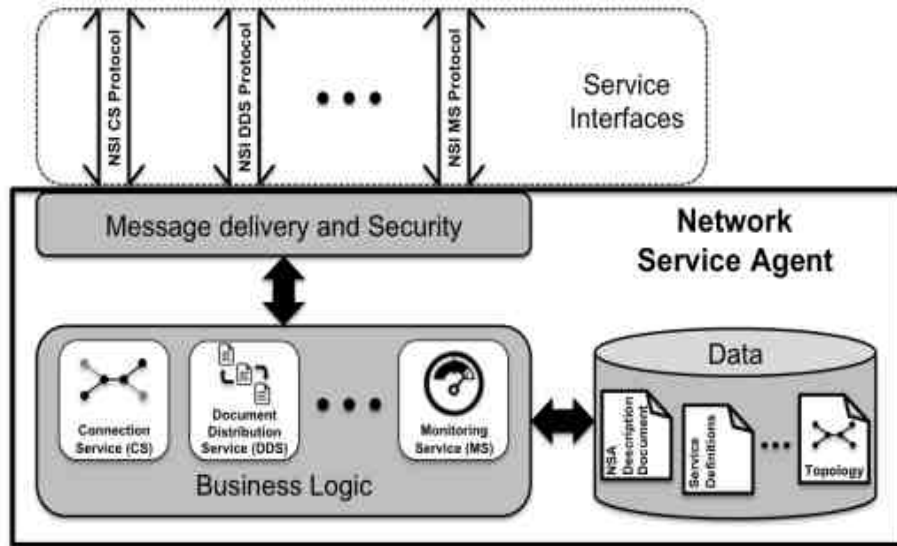 NSI CS Protocol
NSI DDS Protocol
NSI MS Protocol
Service
Interfaces
Message delivery and Security
Network
Service Agent
Connection
Service (CS)
Document
Distribution
Service (DDS)
Monitoring
Service (MS)
Business Logic
Data
NSA
Description
Document
Service
Definitions
Topology